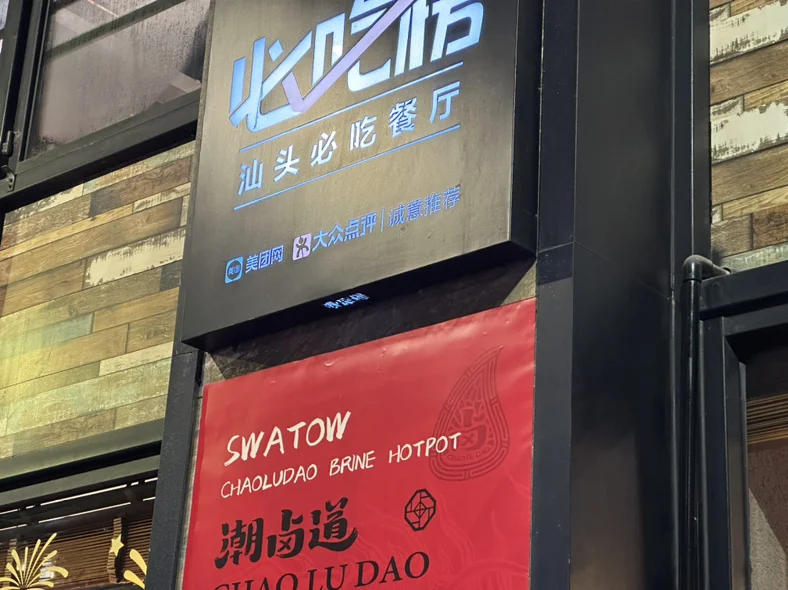 必吃榜
汕头必吃餐厅
美团网 大众点评 | 诚意推荐
SWATOW
CHAOLUDAO BRINE HOTPOT
潮卤道
CHAO LU DAO